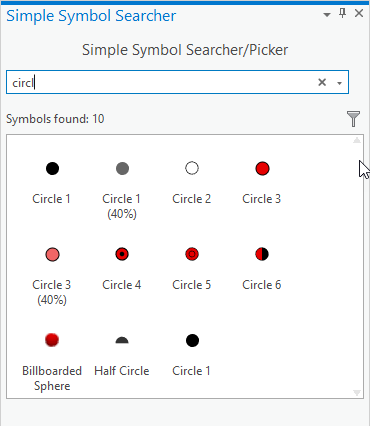 Simple Symbol Searcher
Simple Symbol Searcher/Picker
circl
Symbols found: 10
Circle 1
Circle 1
(40%)
Circle 2
Circle 3
Circle 3
(40%)
Circle 4
Circle 5
Circle 6
Billboarded
Sphere
Half Circle
Circle 1